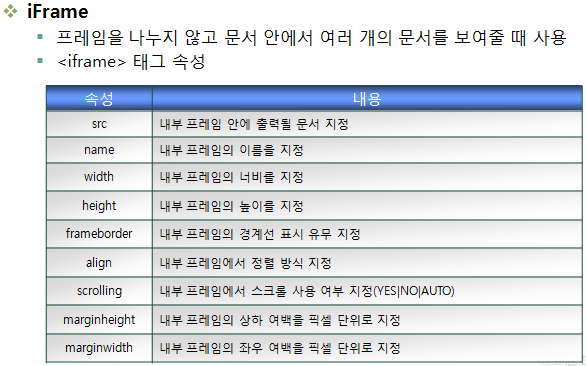 iFrame
프레임을 나누지 않고 문서 안에서 여러 개의 문서를 보여줄 때 사용
<iframe> 태그 속성
속성 내용
src 내부 프레임 안에 출력될 문서 지정
name 내부 프레임의 이름을 지정
width 내부 프레임의 너비를 지정
height 내부 프레임의 높이를 지정
frameborder 내부 프레임의 경계선 표시 유무 지정
align 내부 프레임에서 정렬 방식 지정
scrolling 내부 프레임에서 스크롤 사용 여부 지정(YES|NO|AUTO)
marginheight 내부 프레임의 상하 여백을 픽셀 단위로 지정
marginwidth 내부 프레임의 좌우 여백을 픽셀 단위로 지정